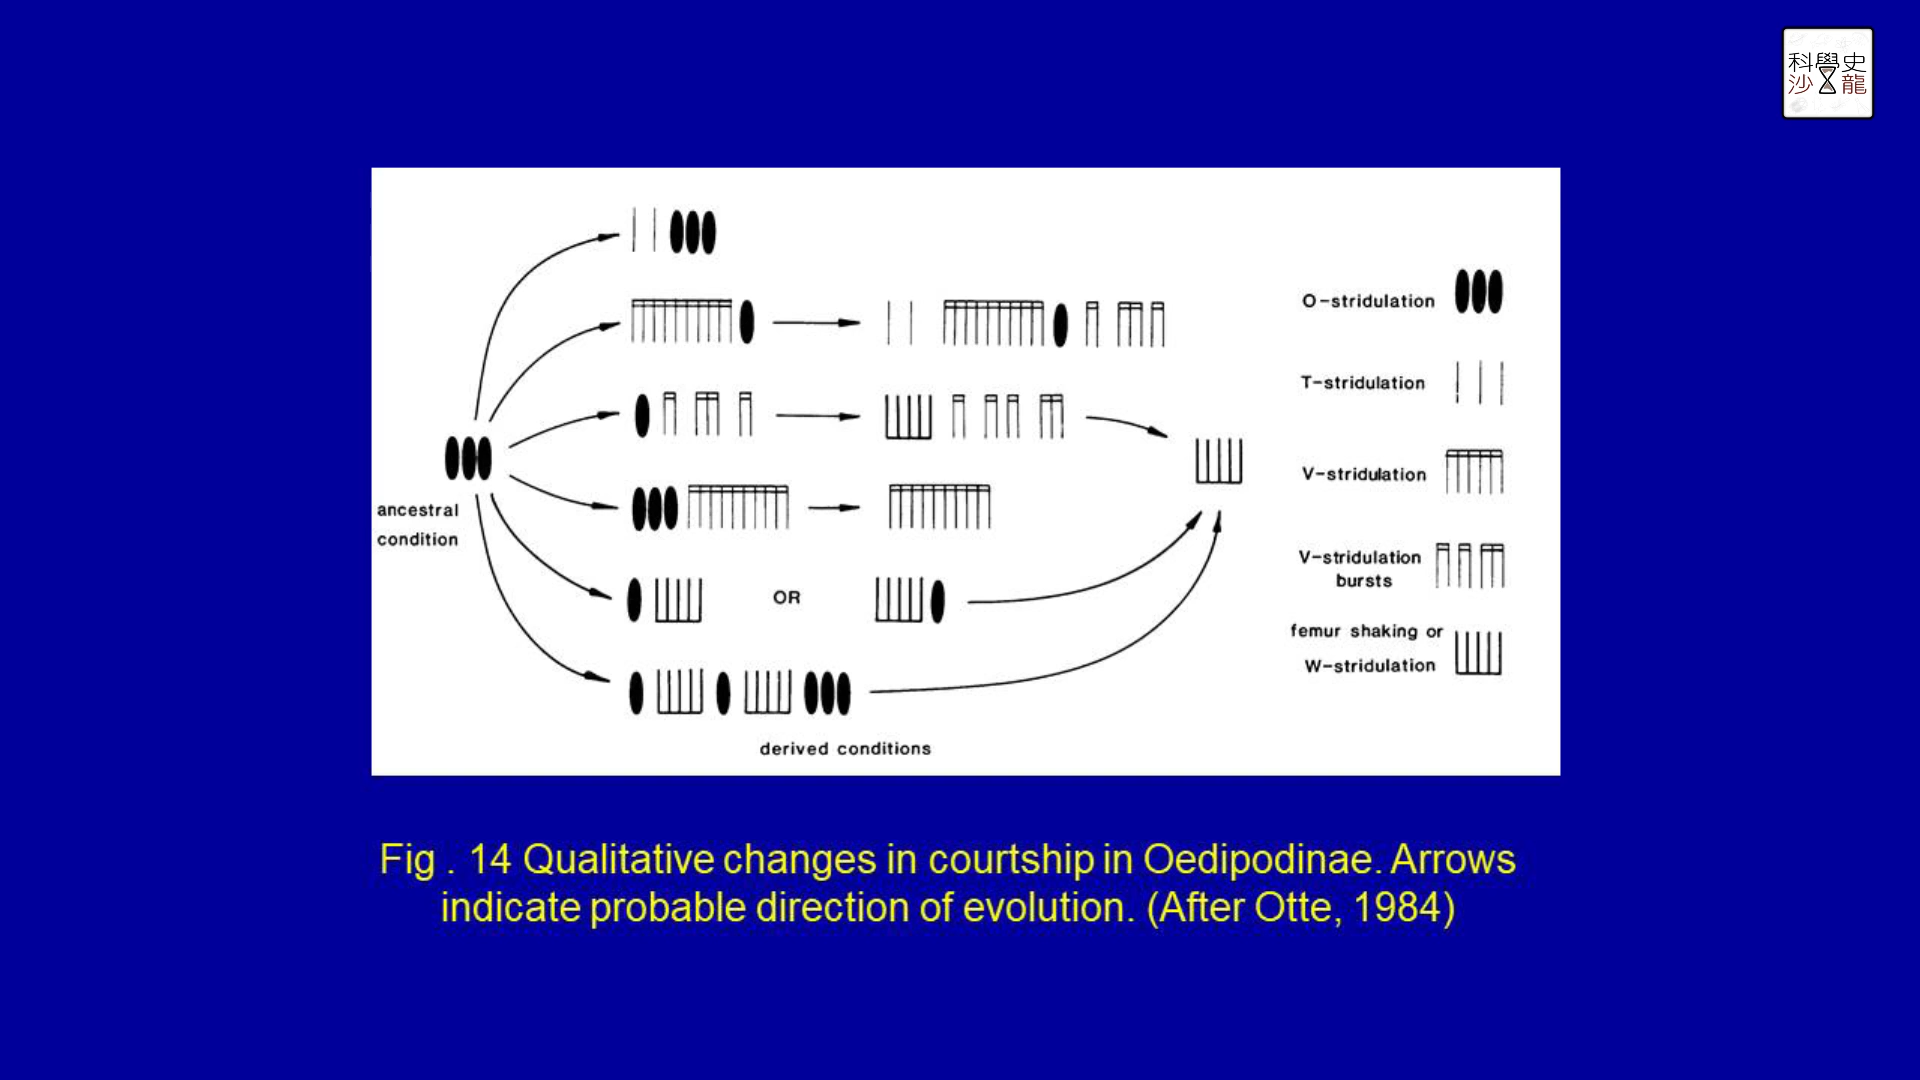 科學史
沙龍
OR
ancestral
condition
derived conditions
O-stridulation
T-stridulation
V-stridulation
V-stridulation
bursts
femur shaking or
W-stridulation
Fig . 14 Qualitative changes in courtship in Oedipodinae. Arrows
indicate probable direction of evolution. (After Otte, 1984)